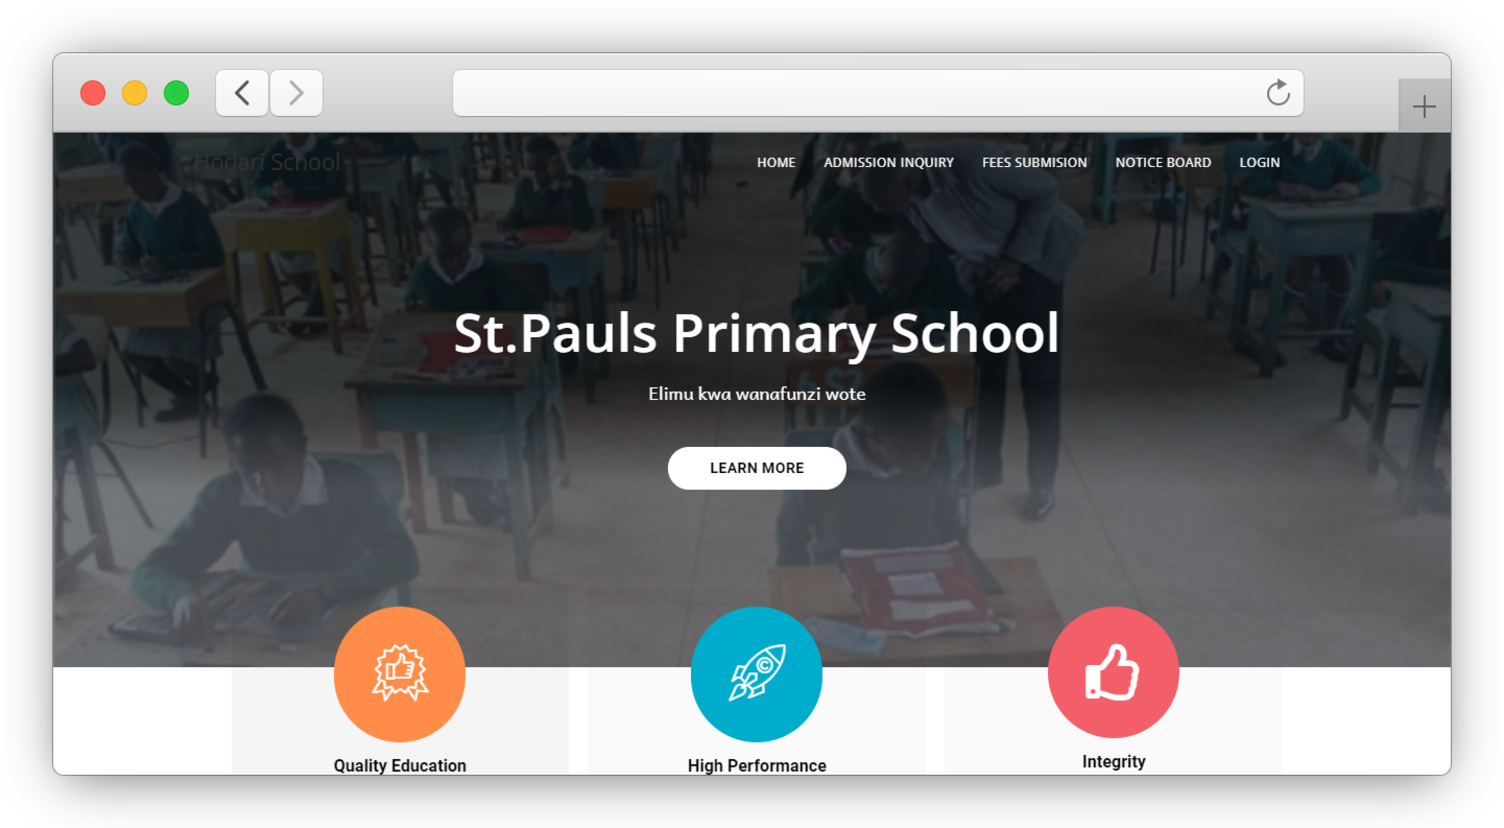 Hodari School
HOME ADMISSION INQUIRY FEES SUBMISION NOTICE BOARD LOGIN
St.Pauls Primary School
Elimu kwa wanafunzi wote
LEARN MORE
©
Quality Education
High Performance
Integrity